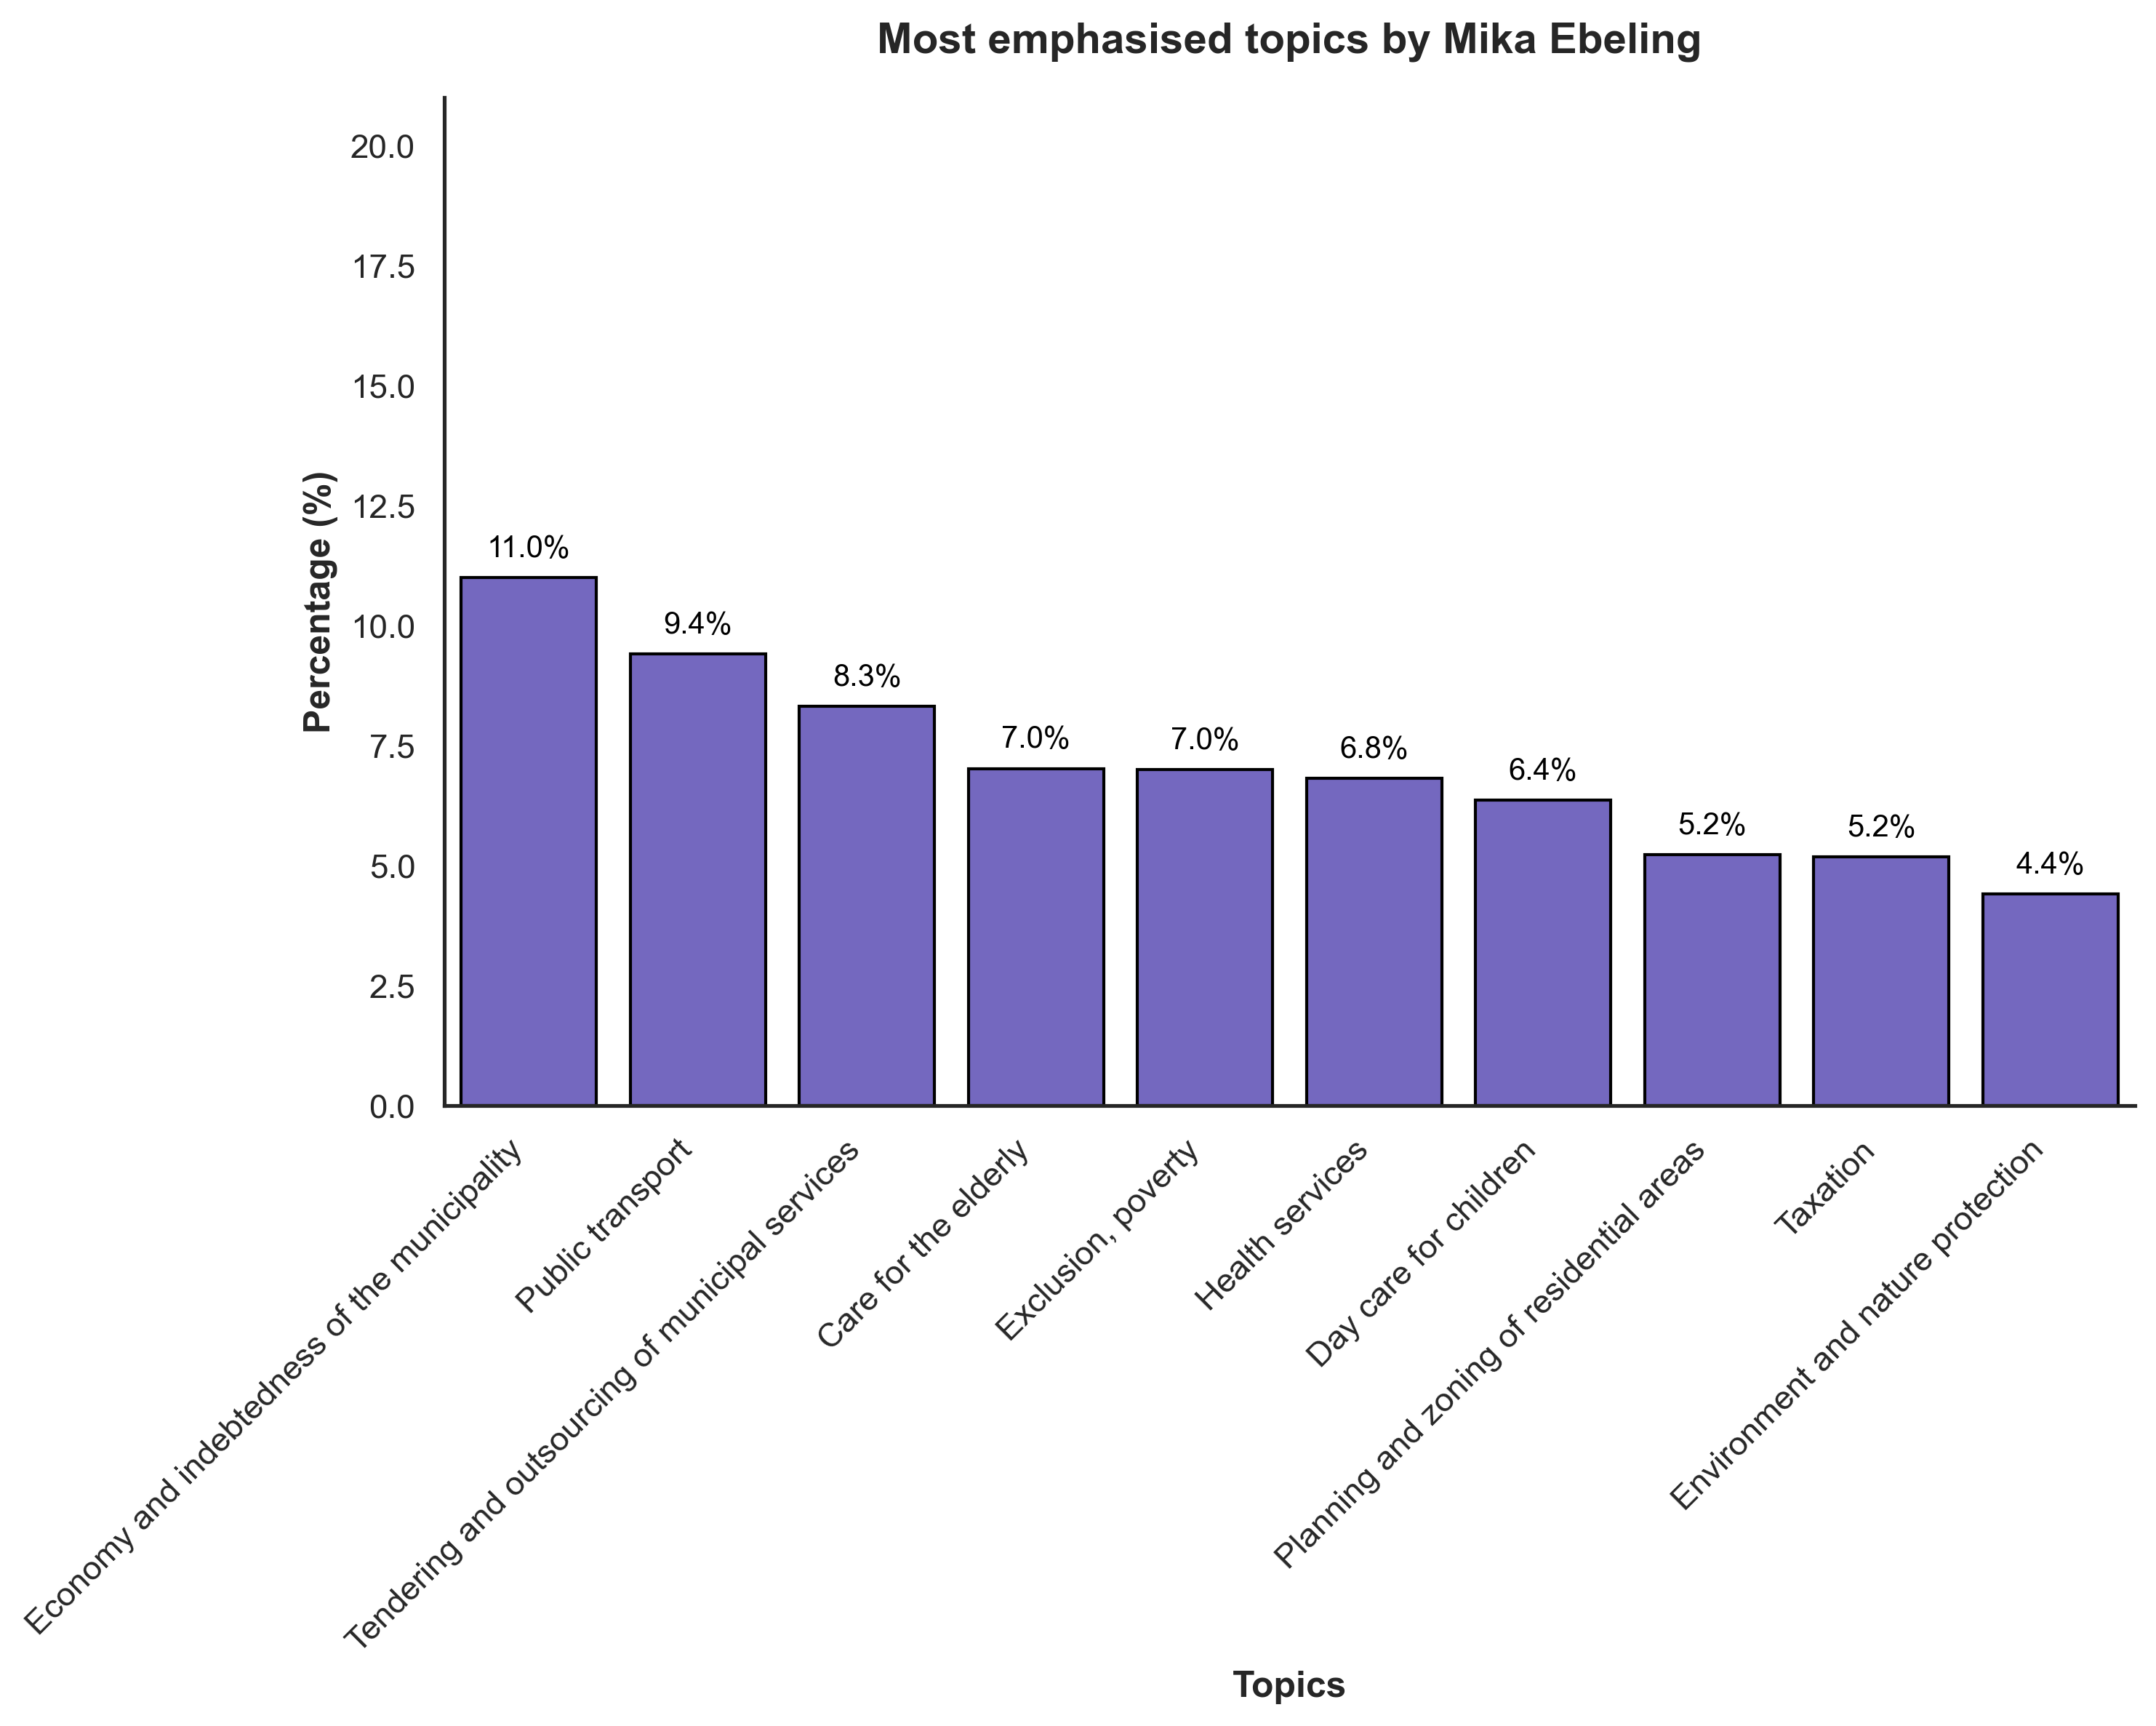 Most emphasised topics by Mika Ebeling
Percentage (%)
20.0
17.5
15.0
12.5
10.0
7.5
5.0
2.5
0.0
11.0%
9.4%
8.3%
7.0%
7.0%
6.8%
6.4%
5.2%
5.2%
4.4%
Economy and indebtedness of the municipality
Public transport
Tendering and outsourcing of municipal services
Care for the elderly
Exclusion, poverty
Health services
Day care for children
Planning and zoning of residential areas
Taxation
Environment and nature protection
Topics